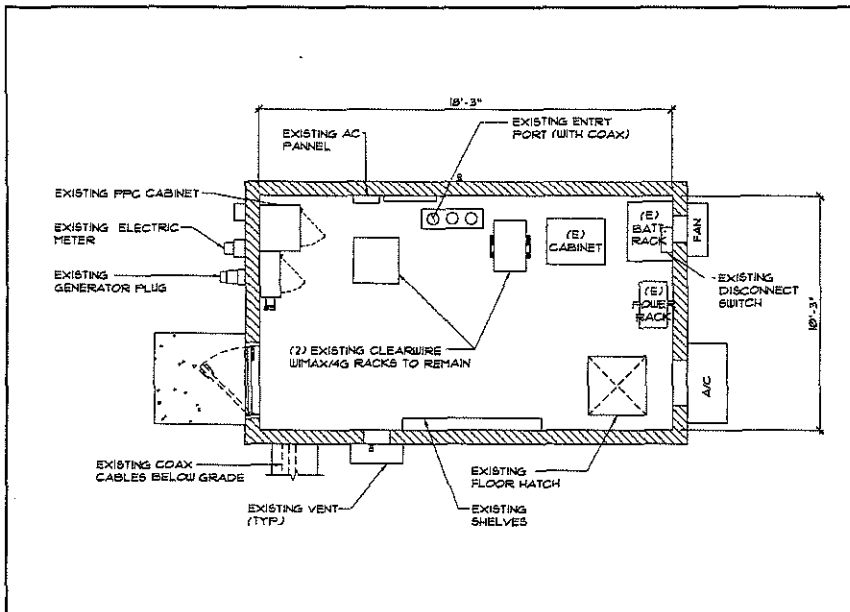 18'-3"
EXISTING AC
PANNEL
EXISTING ENTRY
PORT (WITH COAX)
EXISTING PPC CABINET
EXISTING ELECTRIC
METER
EXISTING
GENERATOR PLUG
(E)
CABINET
(E)
BATT.
RACK
FAN
EXISTING
DISCONNECT
SWITCH
(E)
POWER
RACK
10'-3"
(2) EXISTING CLEARWIRE
WIMAX/4G RACKS TO REMAIN
A/C
EXISTING COAX
CABLES BELOW GRADE
EXISTING VENT
(TYP.)
EXISTING
FLOOR HATCH
EXISTING
SHELVES